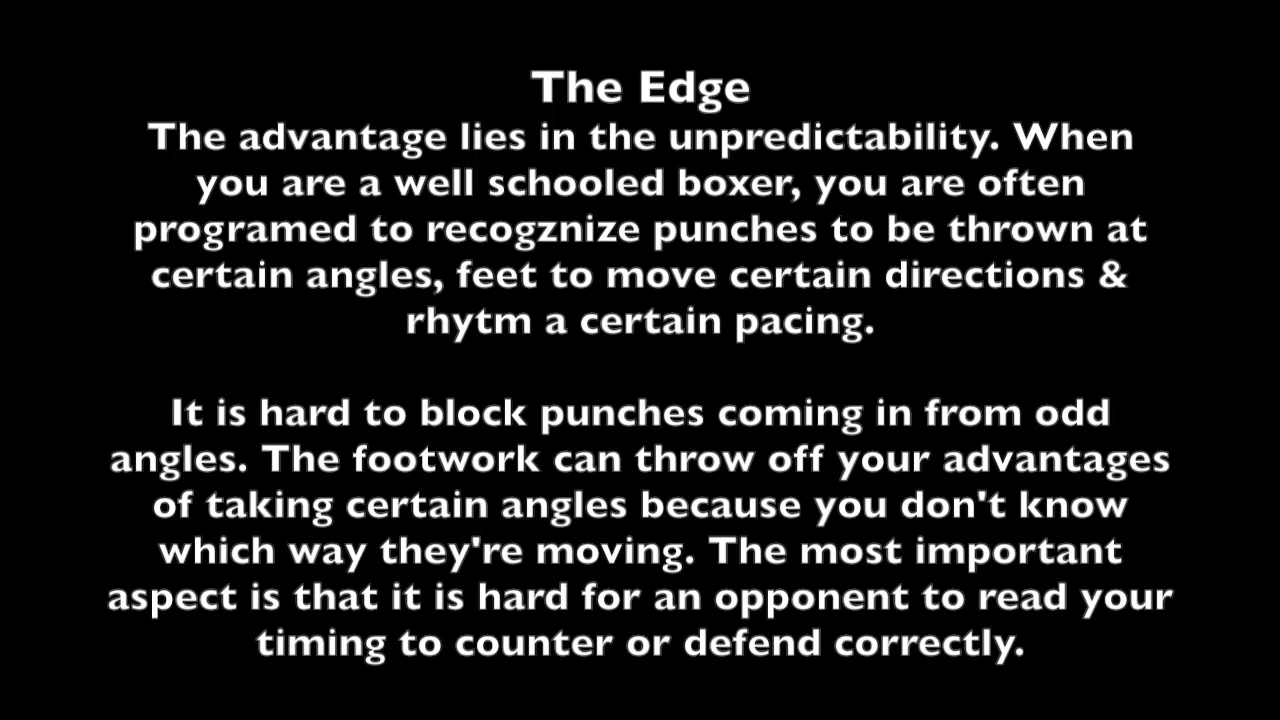 The Edge
The advantage lies in the unpredictability. When
you are a well schooled boxer, you are often
programed to recogznize punches to be thrown at
certain angles, feet to move certain directions &
rhytm a certain pacing.
It is hard to block punches coming in from odd
angles. The footwork can throw off your advantages
of taking certain angles because you don't know
which way they're moving. The most important
aspect is that it is hard for an opponent to read your
timing to counter or defend correctly.